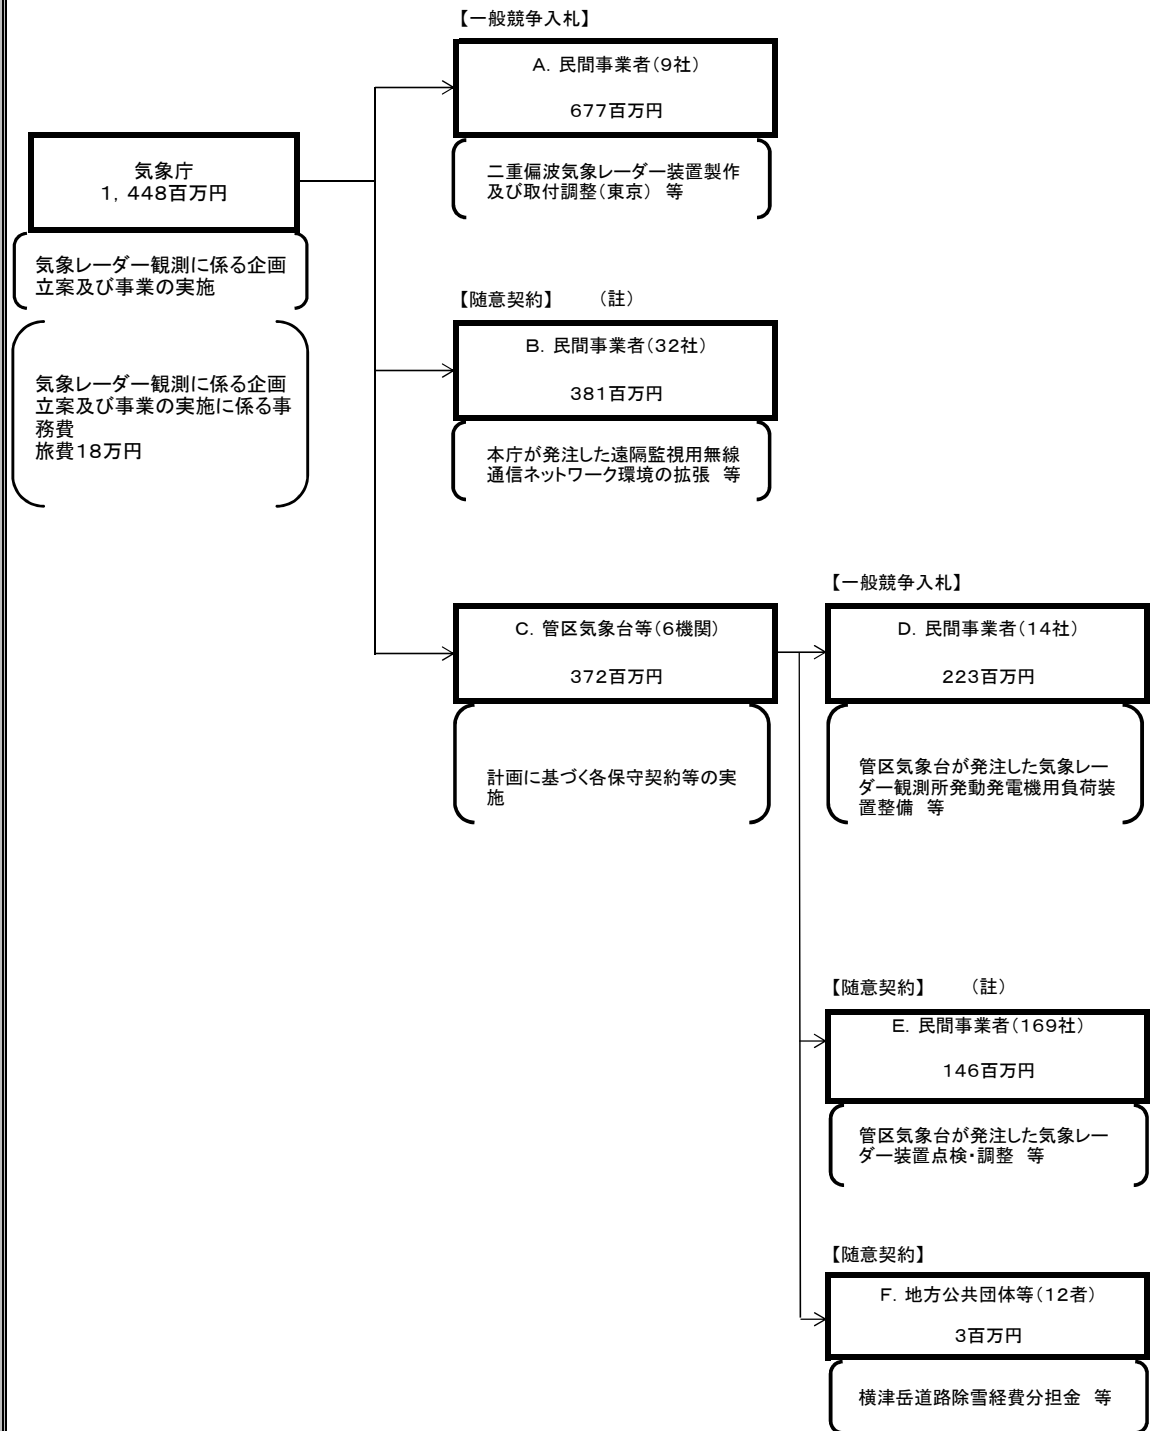 【一般競争入札】
A. 民間事業者(9社)
677百万円
二重偏波気象レーダー装置製作
及び取付調整(東京) 等
気象庁
1, 448百万円
気象レーダー観測に係る企画
立案及び事業の実施
気象レーダー観測に係る企画
立案及び事業の実施に係る事
務費
旅費18万円
【随意契約】 (註)
B. 民間事業者(32社)
381百万円
本庁が発注した遠隔監視用無線
通信ネットワーク環境の拡張 等
C. 管区気象台等(6機関)
372百万円
計画に基づく各保守契約等の実
施
【一般競争入札】
D. 民間事業者(14社)
223百万円
管区気象台が発注した気象レー
ダー観測所発動発電機用負荷装
置整備 等
【随意契約】 (註)
E. 民間事業者(169社)
146百万円
管区気象台が発注した気象レー
ダー装置点検・調整 等
【随意契約】
F. 地方公共団体等(12者)
3百万円
横津岳道路除雪経費分担金 等